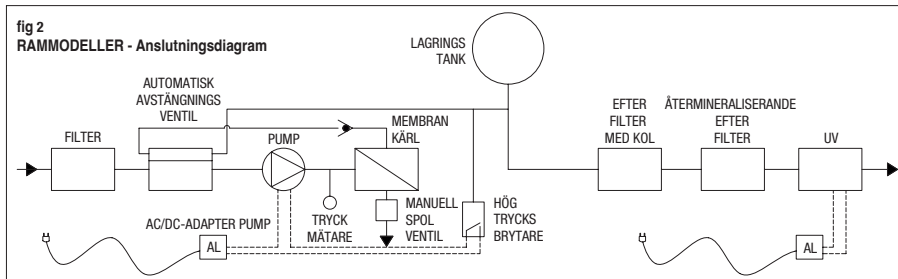 fig 2
RAMMODELLER - Anslutningsdiagram
LAGRINGS
TANK
AUTOMATISK
AVSTÄNGNINGS
VENTIL
FILTER
PUMP
MEMBRAN
KÄRL
EFTER
FILTER
MED KOL
ÅTERMINERALISERANDE
EFTER
FILTER
UV
TRYCK
MÄTARE
MANUELL
SPOL
VENTIL
HÖG
TRYCKS
BRYTARE
AC/DC-ADAPTER PUMP
AL
AL